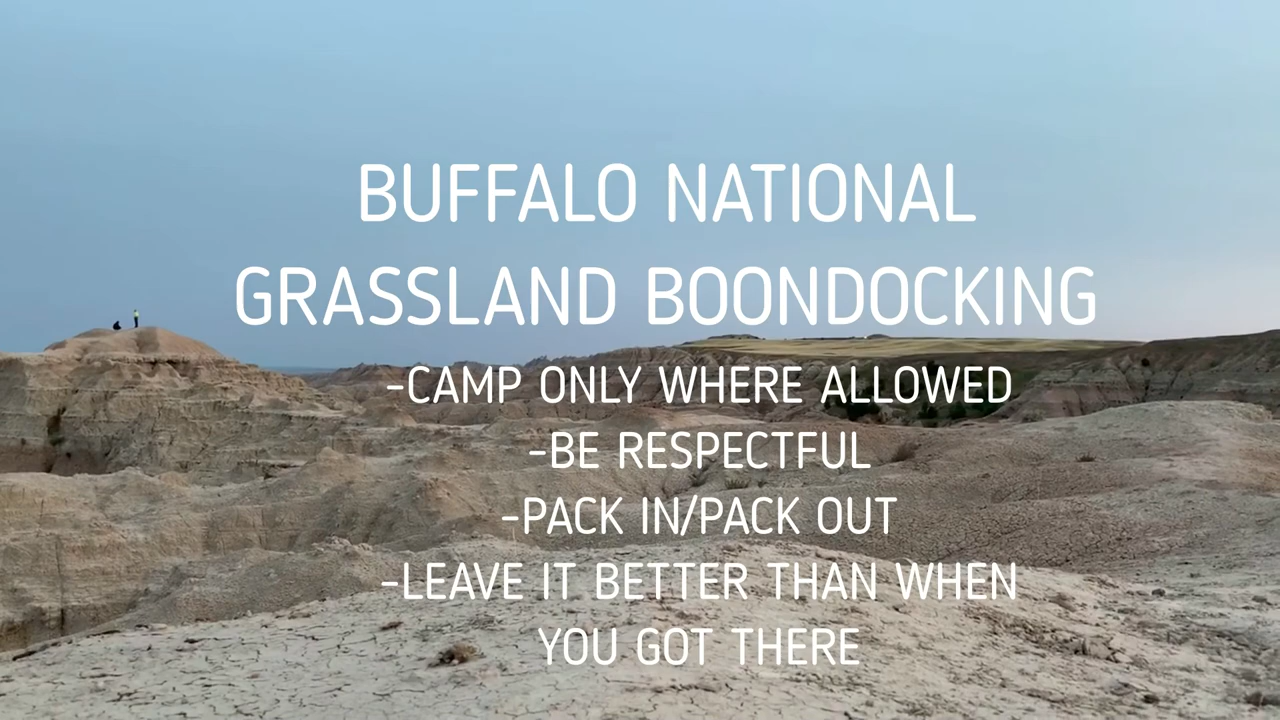 BUFFALO NATIONAL
GRASSLAND BOONDOCKING
-CAMP ONLY WHERE ALLOWED
-BE RESPECTFUL
-PACK IN/PACK OUT
-LEAVE IT BETTER THAN WHEN
YOU GOT THERE